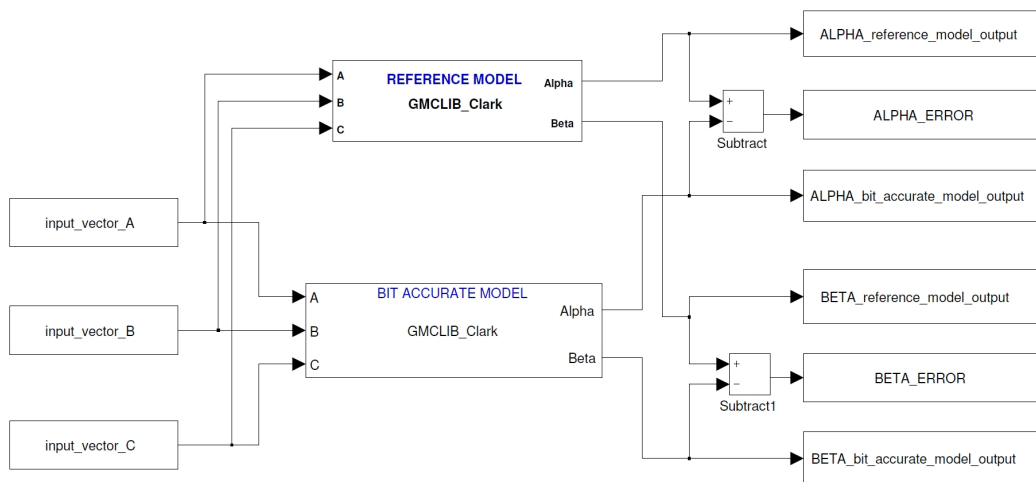 ALPHA_reference_model_output
REFERENCE MODEL
GMCLIB_Clark
A
B
C
Alpha
Beta
+
−
Subtract
ALPHA_ERROR
ALPHA_bit_accurate_model_output
input_vector_A
input_vector_B
input_vector_C
BIT ACCURATE MODEL
GMCLIB_Clark
A
B
C
Alpha
Beta
BETA_reference_model_output
+
−
Subtract1
BETA_ERROR
BETA_bit_accurate_model_output